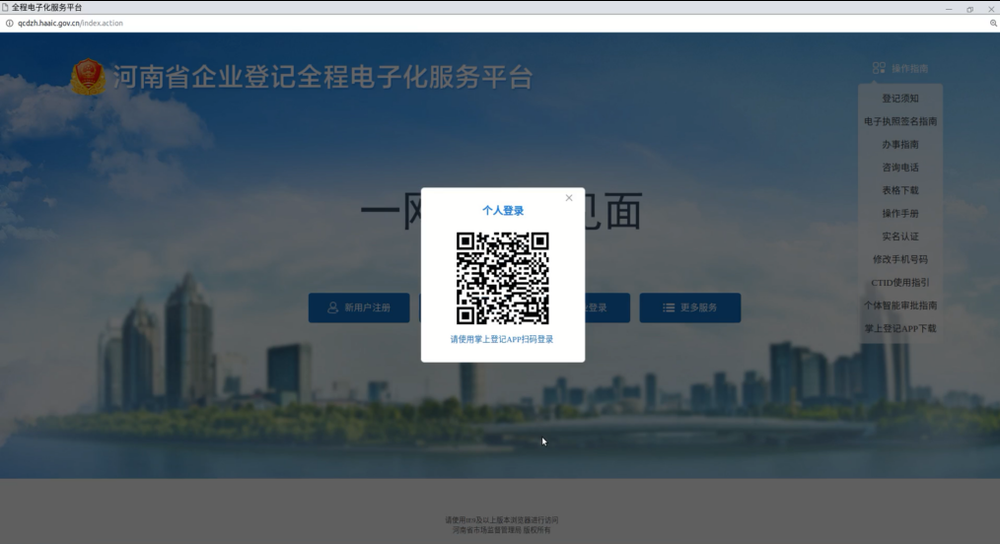 全程电子化服务平台
qcdzh.haaic.gov.cn/index.action
河南省企业登记全程电子化服务平台
操作指南
登记须知
电子执照签名指南
办事指南
咨询电话
表格下载
操作手册
实名认证
修改手机号码
CTID使用指引
个体智能审批指南
掌上登记APP下载
一网
见面
个人登录
新用户注册
登录
更多服务
请使用掌上登记APP扫码登录
请使用IE9及以上版本浏览器进行访问
河南省市场监督管理局 版权所有